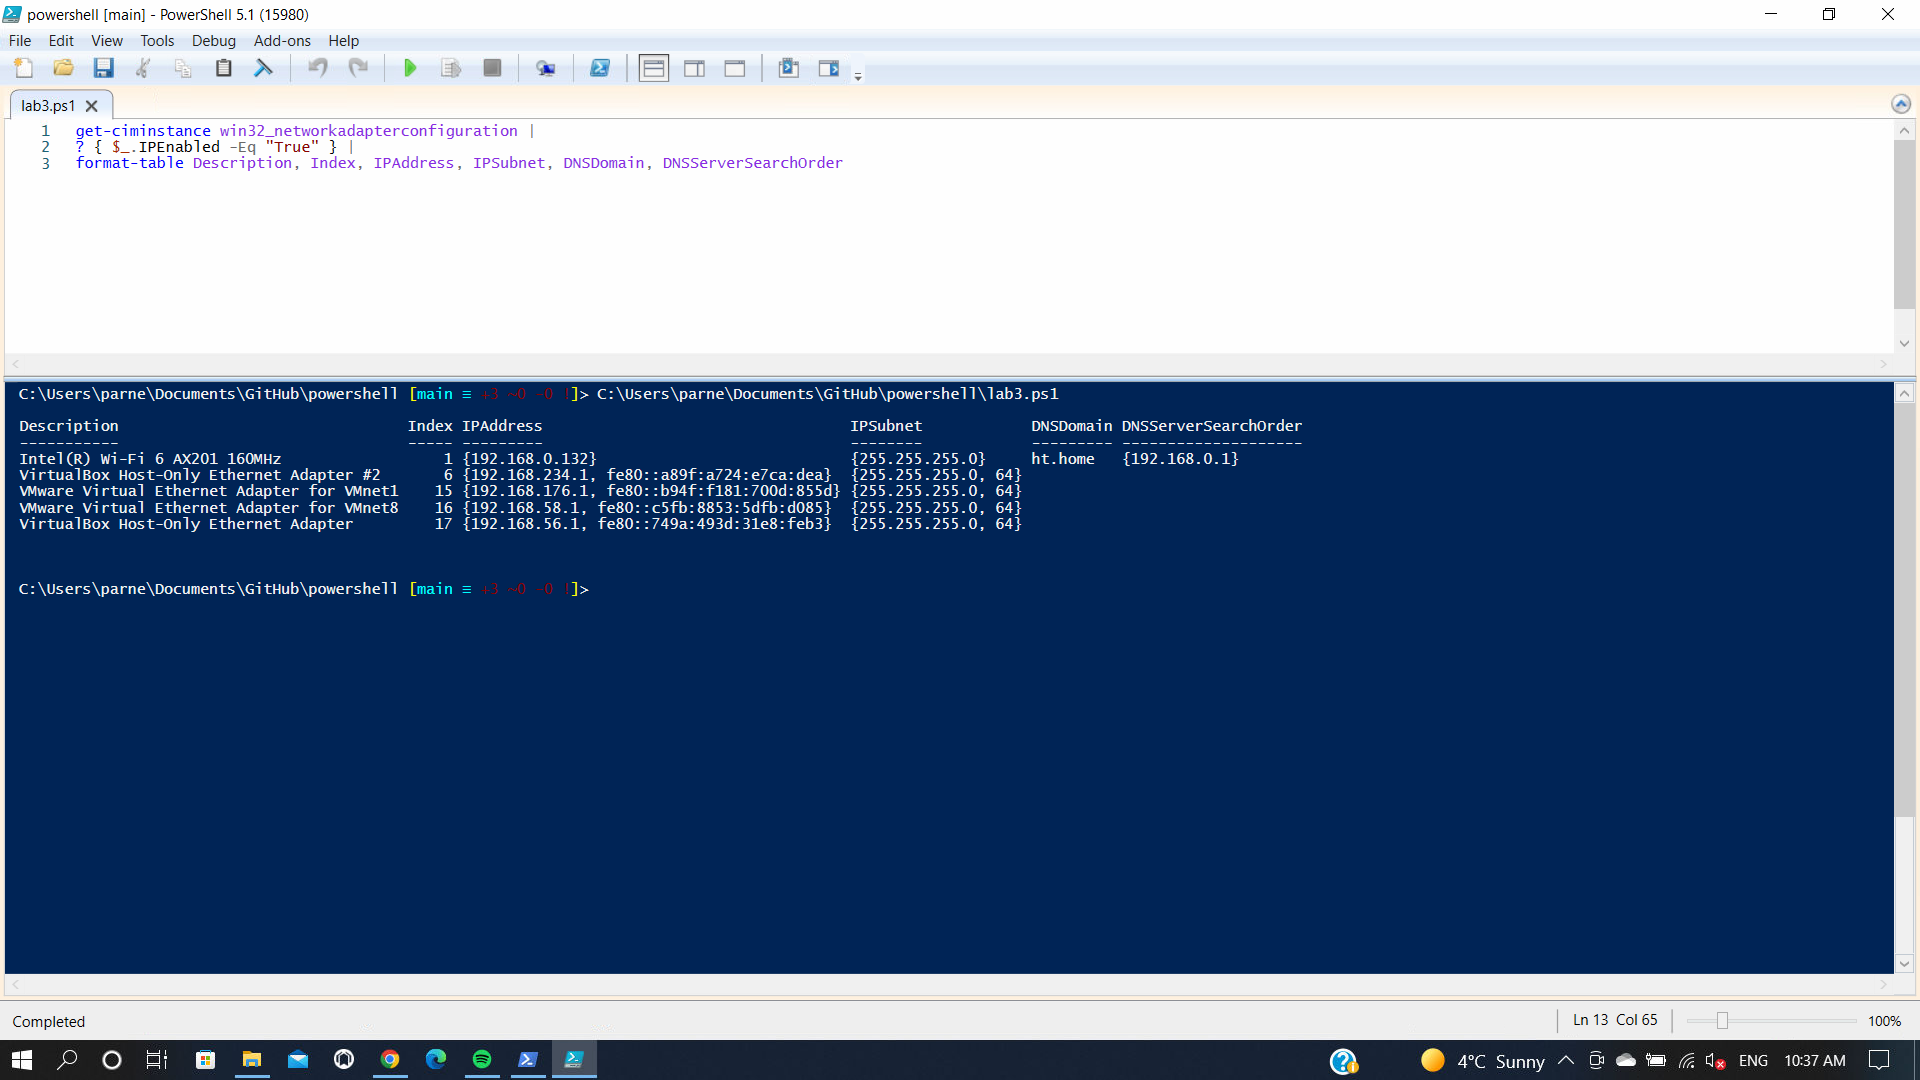 powershell [main] - PowerShell 5.1 (15980)
File Edit View Tools Debug Add-ons Help
lab3.ps1
1 get-ciminstance win32_networkadapterconfiguration |
2 ? { $_.IPEnabled -Eq "True" } |
3 format-table Description, Index, IPAddress, IPSubnet, DNSDomain, DNSServerSearchOrder
C:\Users\parne\Documents\GitHub\powershell [main ≡ +3 ~0 -0 !]> C:\Users\parne\Documents\GitHub\powershell\lab3.ps1
Description Index IPAddress IPSubnet DNSDomain DNSServerSearchOrder
----------- ----- --------- -------- --------- --------------------
Intel(R) Wi-Fi 6 AX201 160MHz 1 {192.168.0.132} {255.255.255.0} ht.home {192.168.0.1}
VirtualBox Host-Only Ethernet Adapter #2 6 {192.168.234.1, fe80::a89f:a724:e7ca:dea} {255.255.255.0, 64}
VMware Virtual Ethernet Adapter for VMnet1 15 {192.168.176.1, fe80::b94f:f181:700d:855d} {255.255.255.0, 64}
VMware Virtual Ethernet Adapter for VMnet8 16 {192.168.58.1, fe80::c5fb:8853:5dfb:d085} {255.255.255.0, 64}
VirtualBox Host-Only Ethernet Adapter 17 {192.168.56.1, fe80::749a:493d:31e8:feb3} {255.255.255.0, 64}
C:\Users\parne\Documents\GitHub\powershell [main ≡ +3 ~0 -0 !]>
Completed Ln 13 Col 65 100%
4°C Sunny ENG 10:37 AM